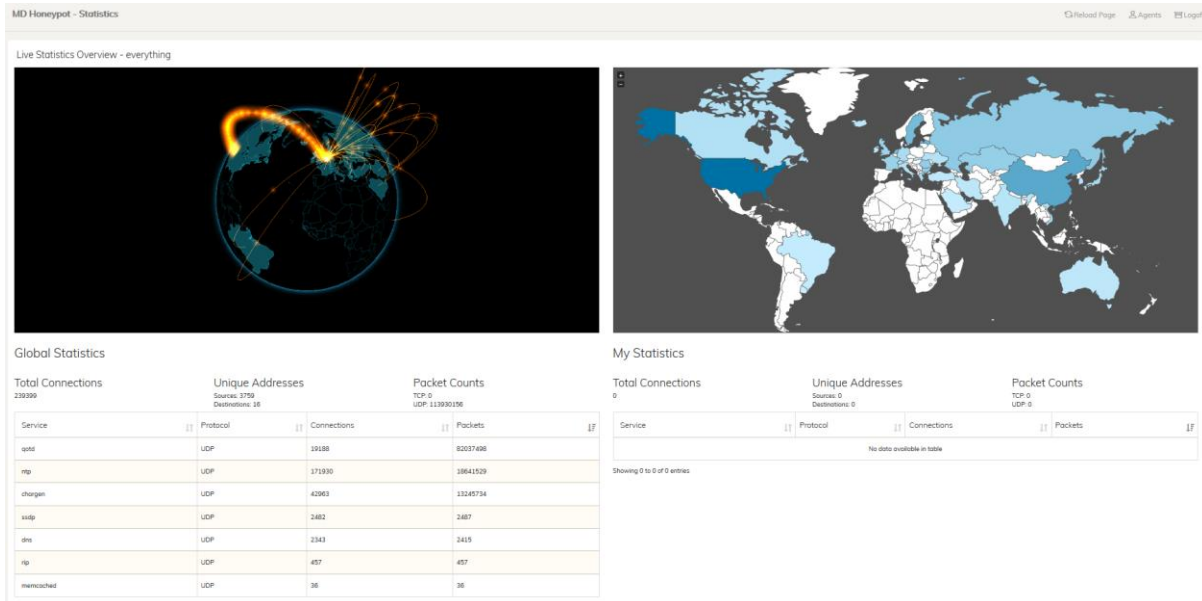 MD Honeypot - Statistics
Reload Page Agents Logof
Live Statistics Overview - everything
+
-
Global Statistics
Total Connections
239399
Unique Addresses
Sources: 3759
Destinations: 16
Packet Counts
TCP: 0
UDP: 113930156
Service Protocol Connections Packets
qotd UDP 19188 82037498
ntp UDP 171930 18641529
chargen UDP 42963 13245734
ssdp UDP 2482 2487
dns UDP 2343 2415
rip UDP 457 457
memcached UDP 36 36
My Statistics
Total Connections
0
Unique Addresses
Sources: 0
Destinations: 0
Packet Counts
TCP: 0
UDP: 0
Service Protocol Connections Packets
No data available in table
Showing 0 to 0 of 0 entries